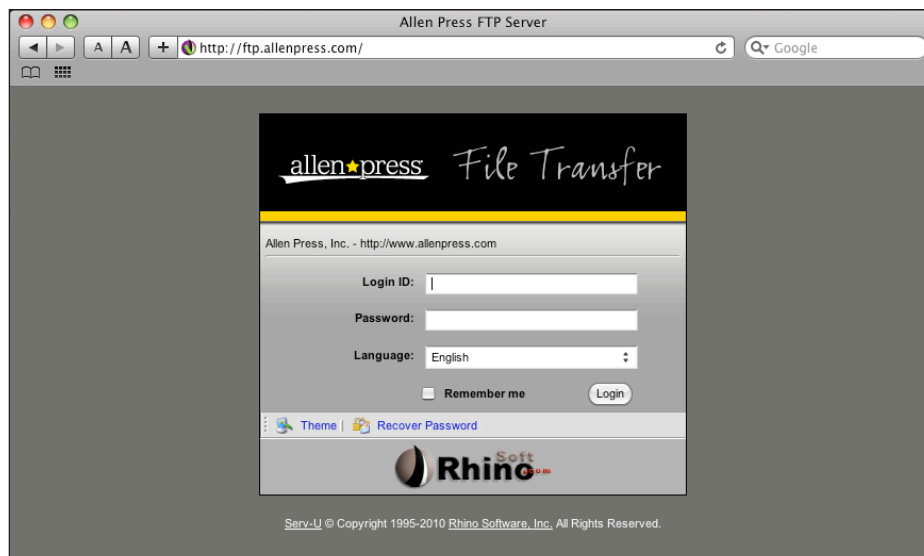 Allen Press FTP Server
A A + http://ftp.allenpress.com/ Google
allen press File Transfer
Allen Press, Inc. - http://www.allenpress.com
Login ID:
Password:
Language: English
Remember me Login
Theme | Recover Password
RhinoSoft.com
Serv-U © Copyright 1995-2010 Rhino Software, Inc. All Rights Reserved.